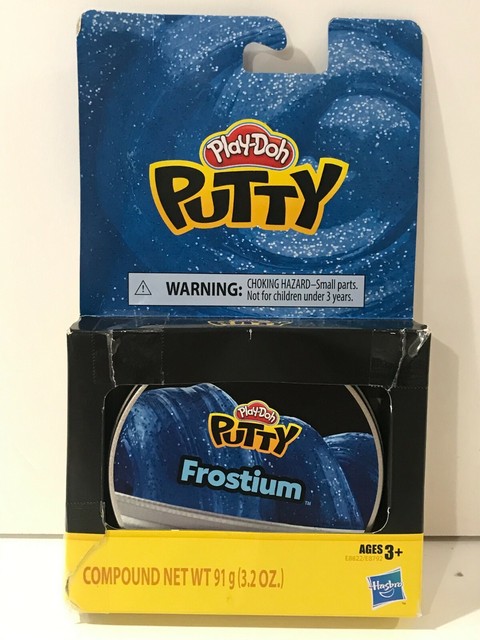 Play-Doh
PUTTY
WARNING:
CHOKING HAZARD–Small parts.
Not for children under 3 years.
Play-Doh
PUTTY
Frostium™
AGES 3+
COMPOUND NET WT 91 g (3.2 OZ.)
Hasbro